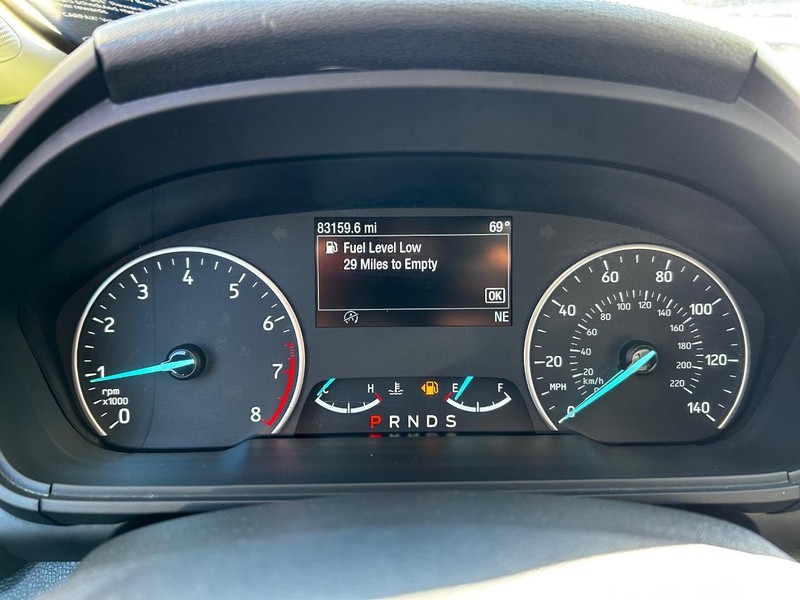 83159.6 mi 69°
Fuel Level Low
29 Miles to Empty
OK
NE
0 1 2 3 4 5 6 7 8
rpm
x1000
0 20 40 60 80 100 120 140
MPH
20 40 60 80 100 120 140 160 180 200 220
km/h
C H
E F
P R N D S